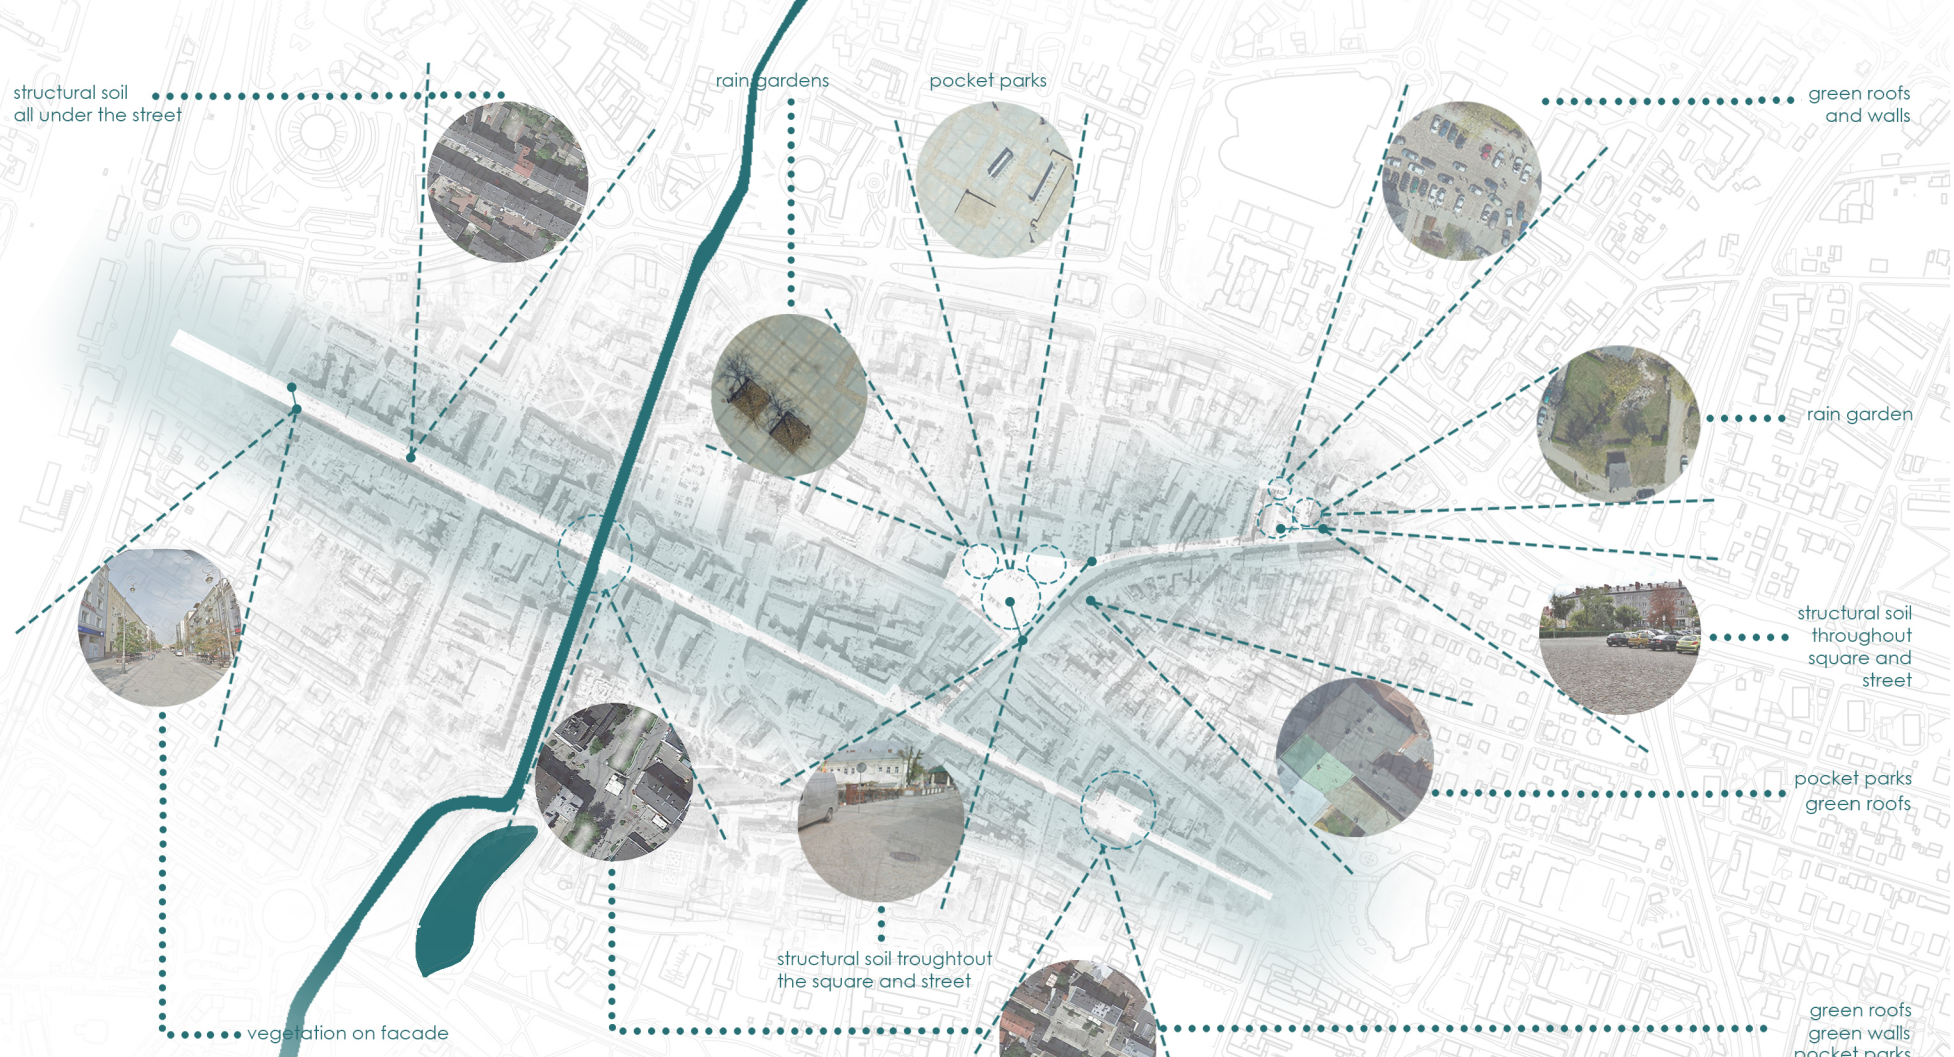 structural soil
all under the street
rain gardens
pocket parks
green roofs
and walls
rain garden
structural soil
throughout
square and
street
pocket parks
green roofs
structural soil troughtout
the square and street
vegetation on facade
green roofs
green walls
pocket parks